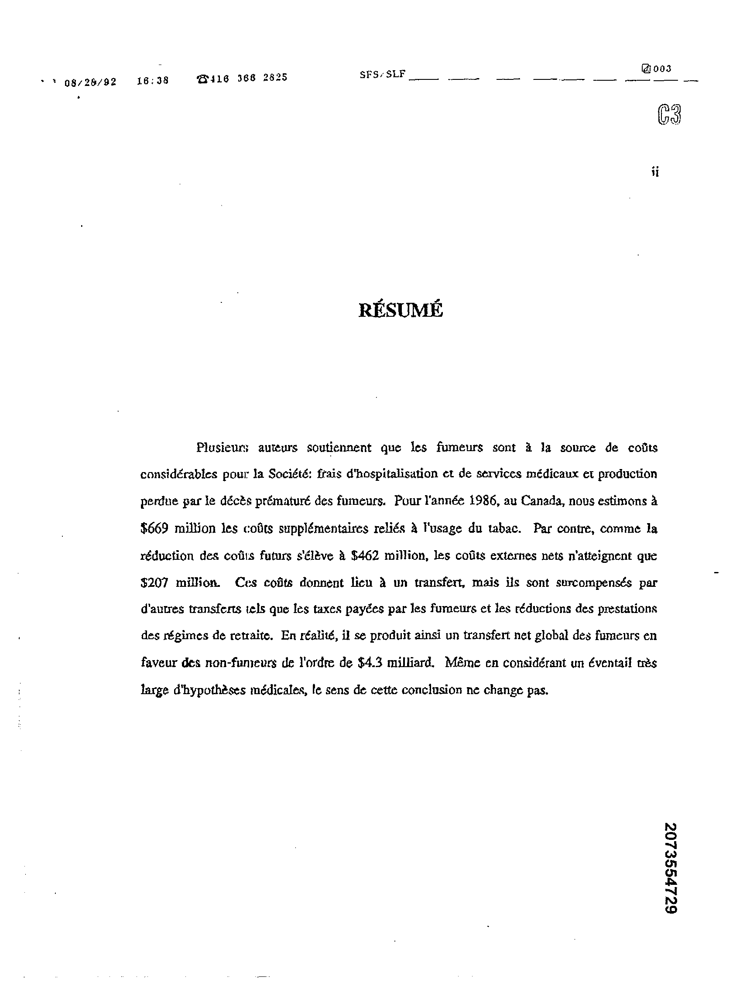 08/28/92 16:38 ☎416 366 2825 SFS/SLF 003
C3
ii
RÉSUMÉ
Plusieurs auteurs soutiennent que les fumeurs sont à la source de coûts
considérables pour la Société: frais d'hospitalisation et de services médicaux et production
perdue par le décès prématuré des fumeurs. Pour l'année 1986, au Canada, nous estimons à
$669 million les coûts supplémentaires reliés à l'usage du tabac. Par contre, comme la
réduction des coûts futurs s'élève à $462 million, les coûts externes nets n'atteignent que
$207 million. Ces coûts donnent lieu à un transfert, mais ils sont surcompensés par
d'autres transferts tels que les taxes payées par les fumeurs et les réductions des prestations
des régimes de retraite. En réalité, il se produit ainsi un transfert net global des fumeurs en
faveur des non-fumeurs de l'ordre de $4.3 milliard. Même en considérant un éventail très
large d'hypothèses médicales, le sens de cette conclusion ne change pas.
2073554729